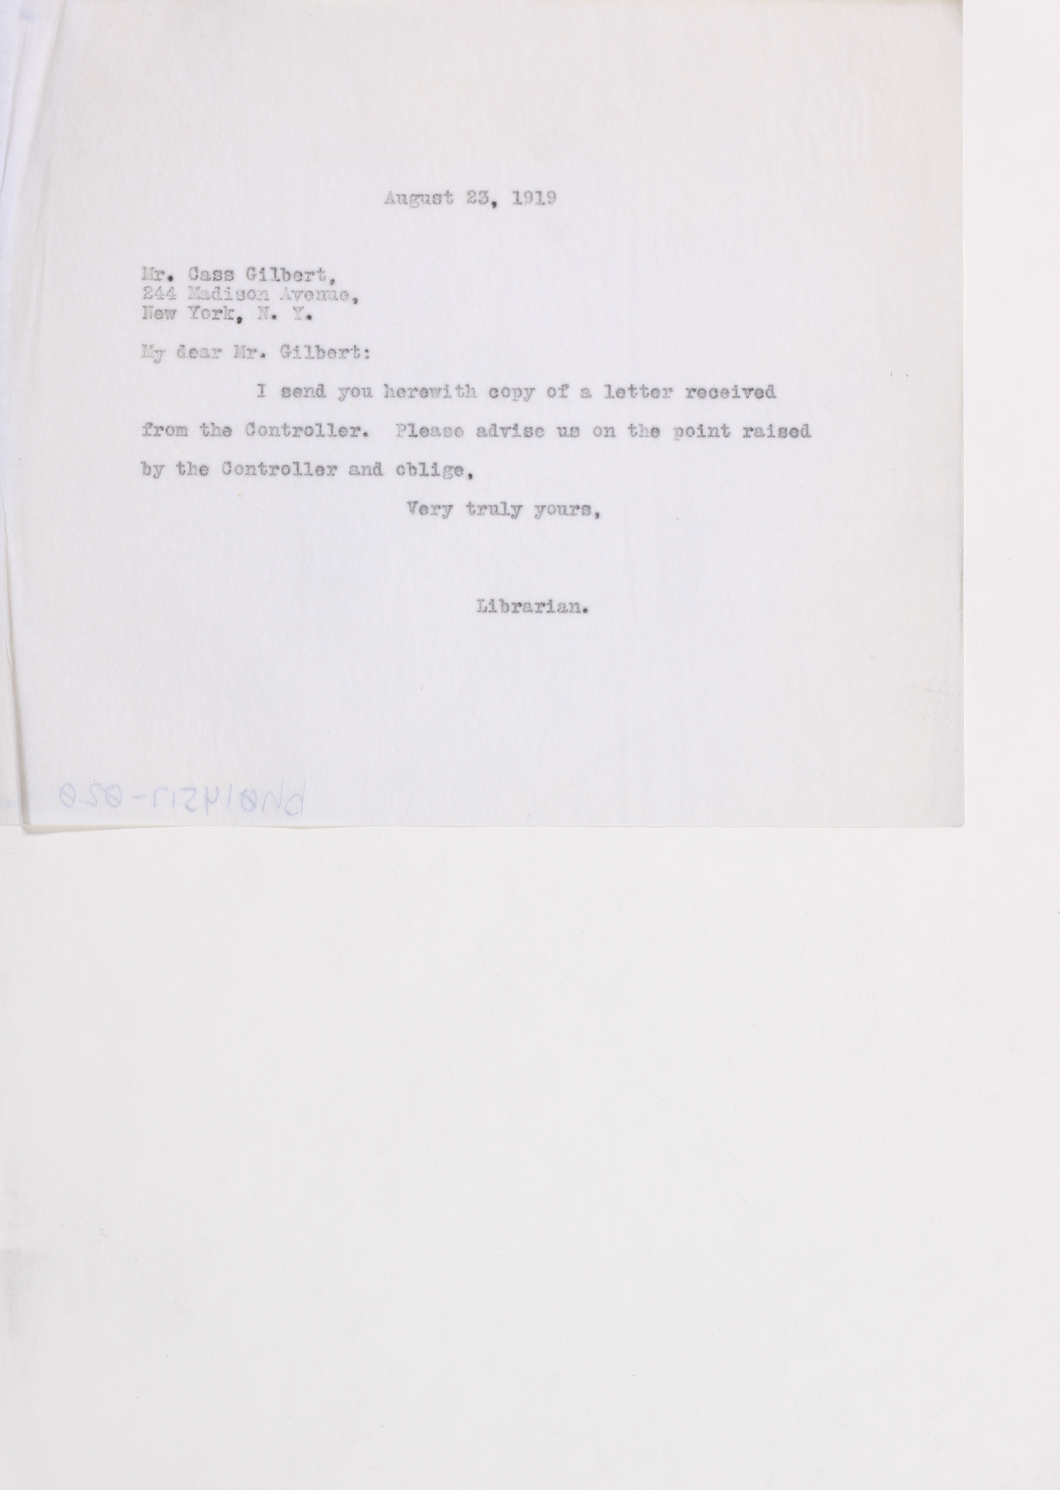 August 23, 1919
Mr. Cass Gilbert,
244 Madison Avenue,
New York, N. Y.
My dear Mr. Gilbert:
I send you herewith copy of a letter received
from the Controller. Please advise us on the point raised
by the Controller and oblige,
Very truly yours,
Librarian.